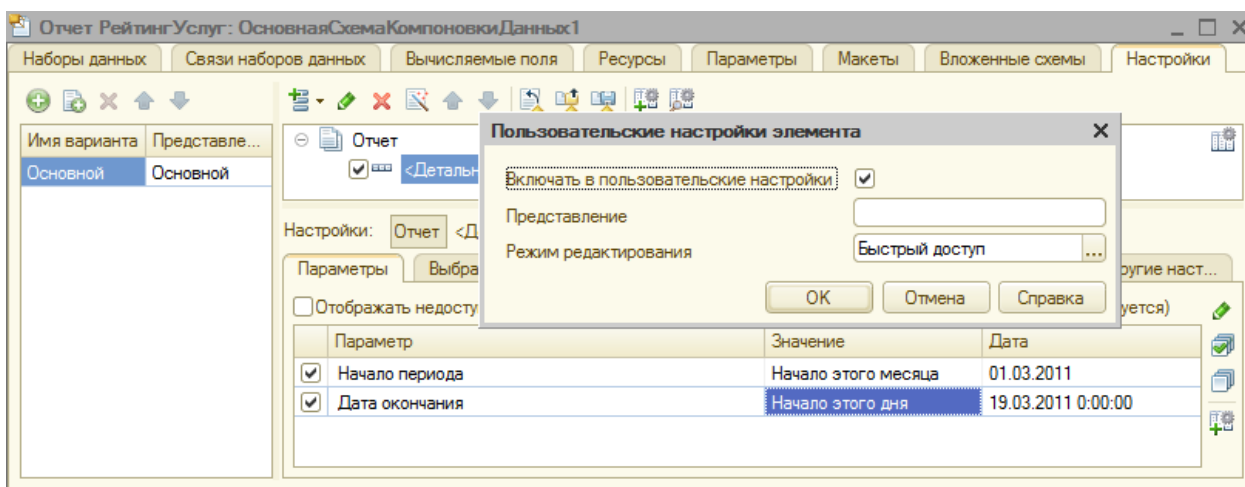 Отчет РейтингУслуг: ОсновнаяСхемаКомпоновкиДанных1
Наборы данных Связи наборов данных Вычисляемые поля Ресурсы Параметры Макеты Вложенные схемы Настройки
Имя варианта Представле...
Основной Основной
Отчет
<Детальн
Пользовательские настройки элемента
Включать в пользовательские настройки
Представление
Режим редактирования Быстрый доступ ...
OK Отмена Справка
Настройки: Отчет <Д
Параметры Выбра ругие наст...
Отображать недосту уется)
Параметр Значение Дата
Начало периода Начало этого месяца 01.03.2011
Дата окончания Начало этого дня 19.03.2011 0:00:00